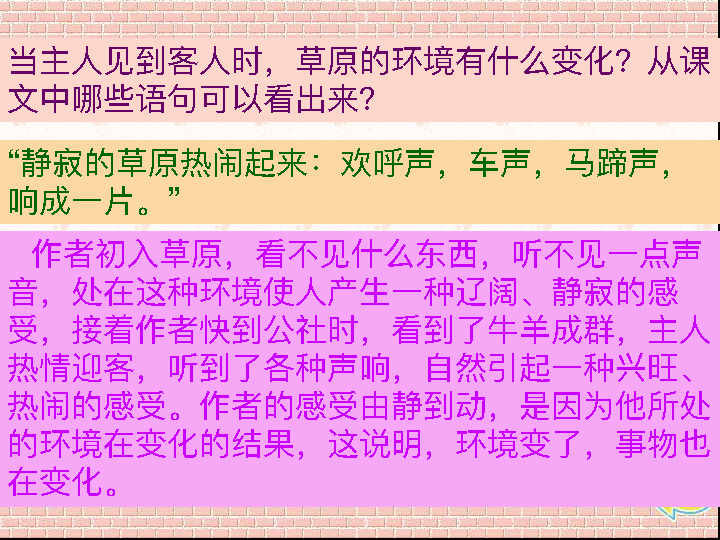 当主人见到客人时，草原的环境有什么变化？从课
文中哪些语句可以看出来？
“静寂的草原热闹起来：欢呼声，车声，马蹄声，
响成一片。”
作者初入草原，看不见什么东西，听不见一点声
音，处在这种环境使人产生一种辽阔、静寂的感
受，接着作者快到公社时，看到了牛羊成群，主人
热情迎客，听到了各种声响，自然引起一种兴旺、
热闹的感受。作者的感受由静到动，是因为他所处
的环境在变化的结果，这说明，环境变了，事物也
在变化。